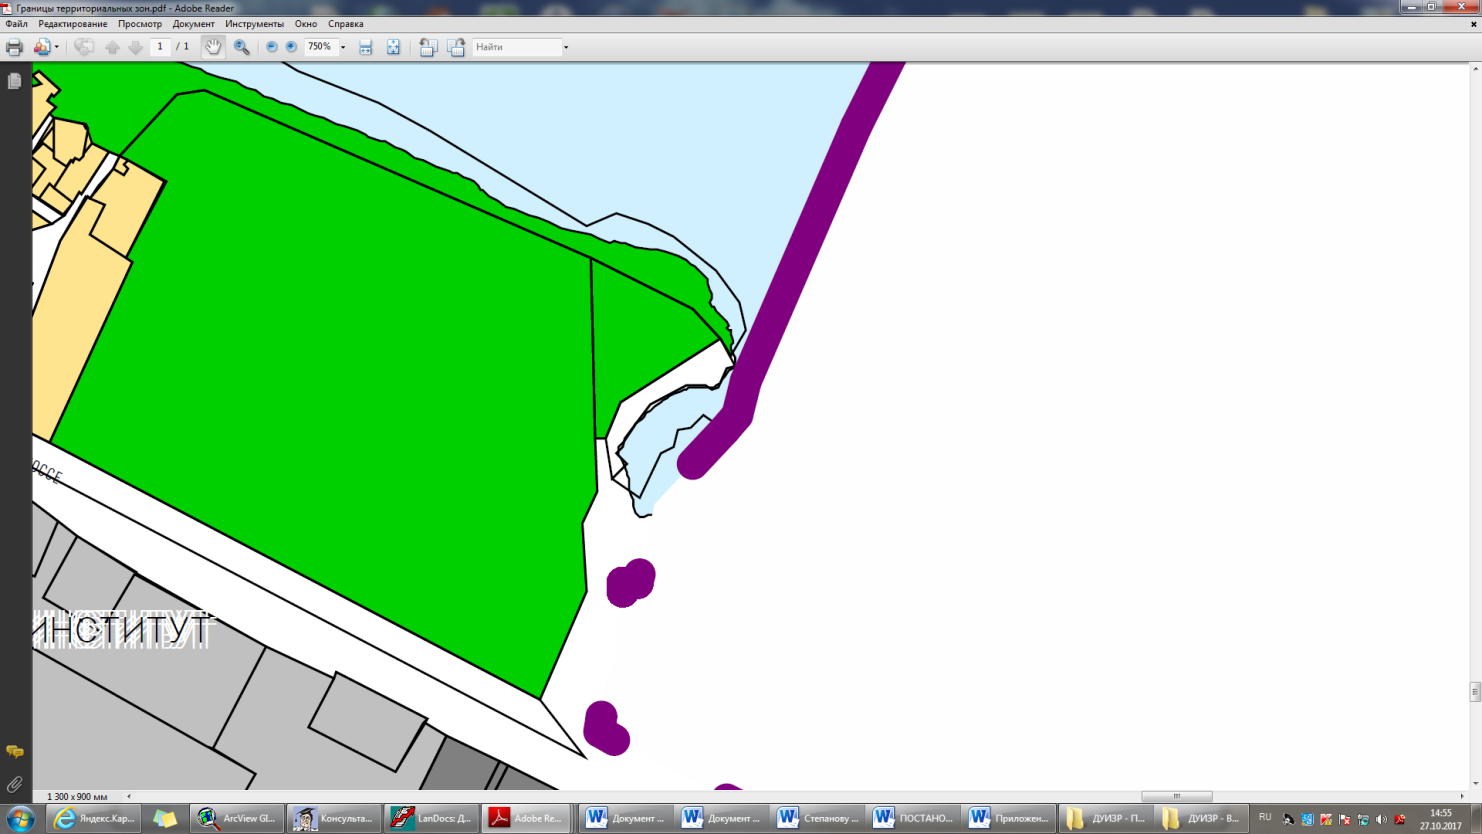 Границы территориальных зон.pdf - Adobe Reader
Файл Редактирование Просмотр Документ Инструменты Окно Справка
1 / 1 750% Найти
ОССЕ
ИНСТИТУТ
1 300 x 900 мм
Яндекс.Кар... ArcView GI... Консульта... LanDocs: Д... Adobe Re... Документ ... Документ ... Степанову ... ПОСТАНО... Приложен... ДУИЗР - П... ДУИЗР - В... RU 14:55
27.10.2017